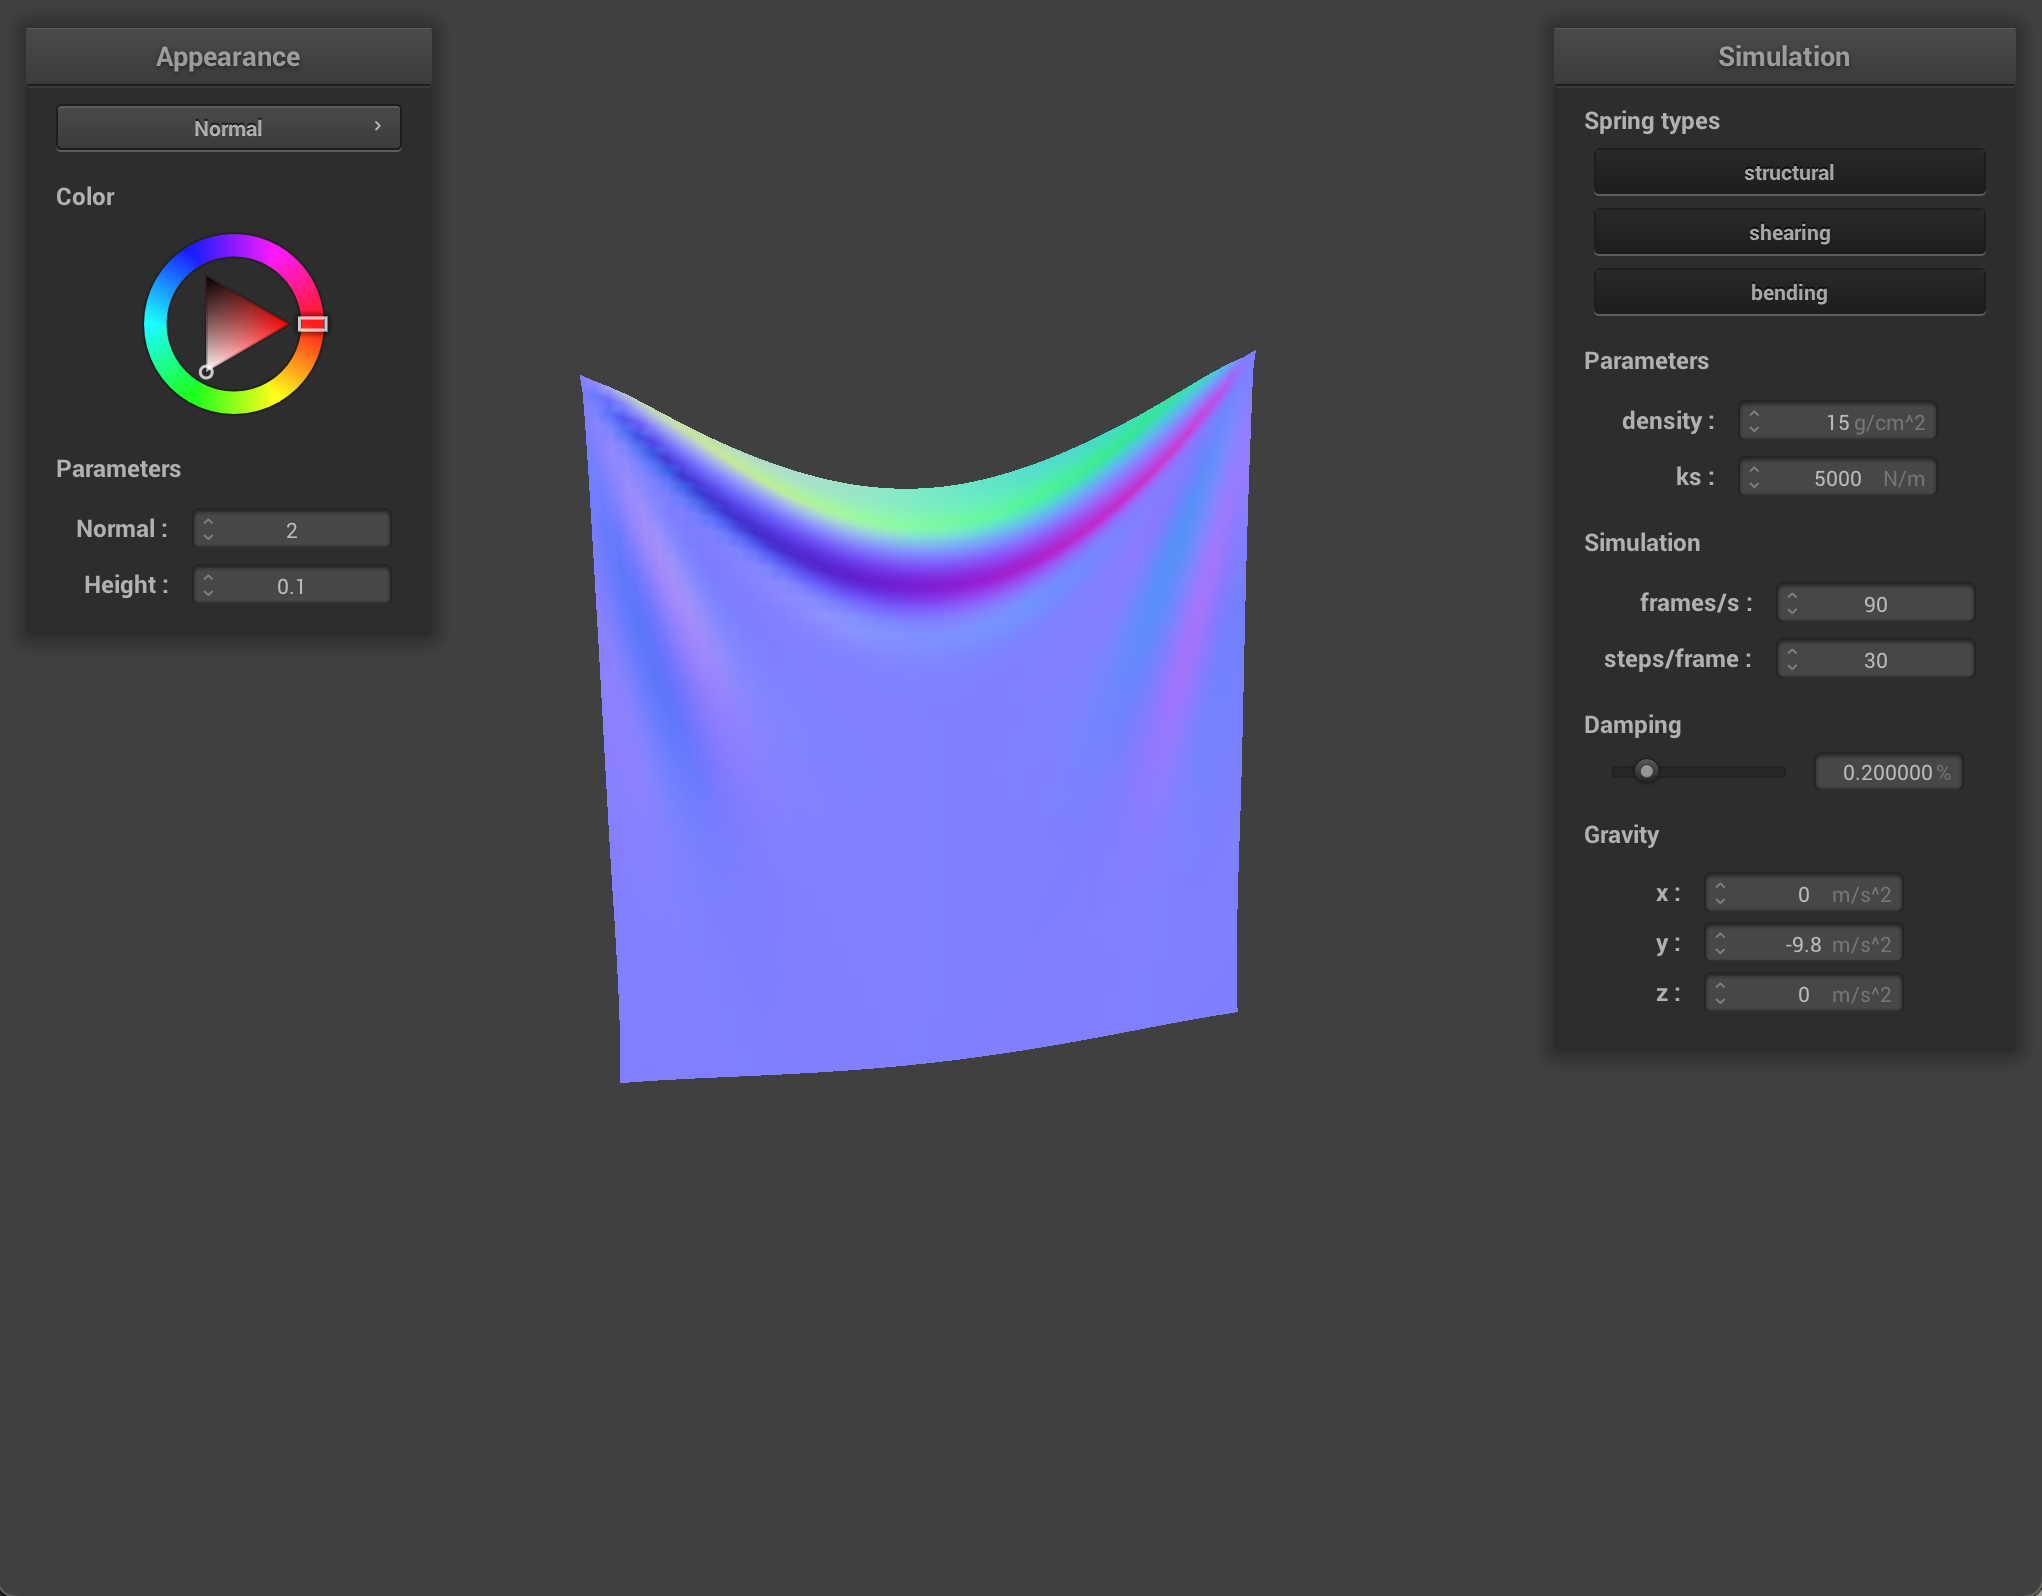 Appearance
Normal
Color
Parameters
Normal :
2
Height :
0.1
Simulation
Spring types
structural
shearing
bending
Parameters
density :
15 g/cm^2
ks :
5000 N/m
Simulation
frames/s :
90
steps/frame :
30
Damping
0.200000 %
Gravity
x :
0 m/s^2
y :
-9.8 m/s^2
z :
0 m/s^2